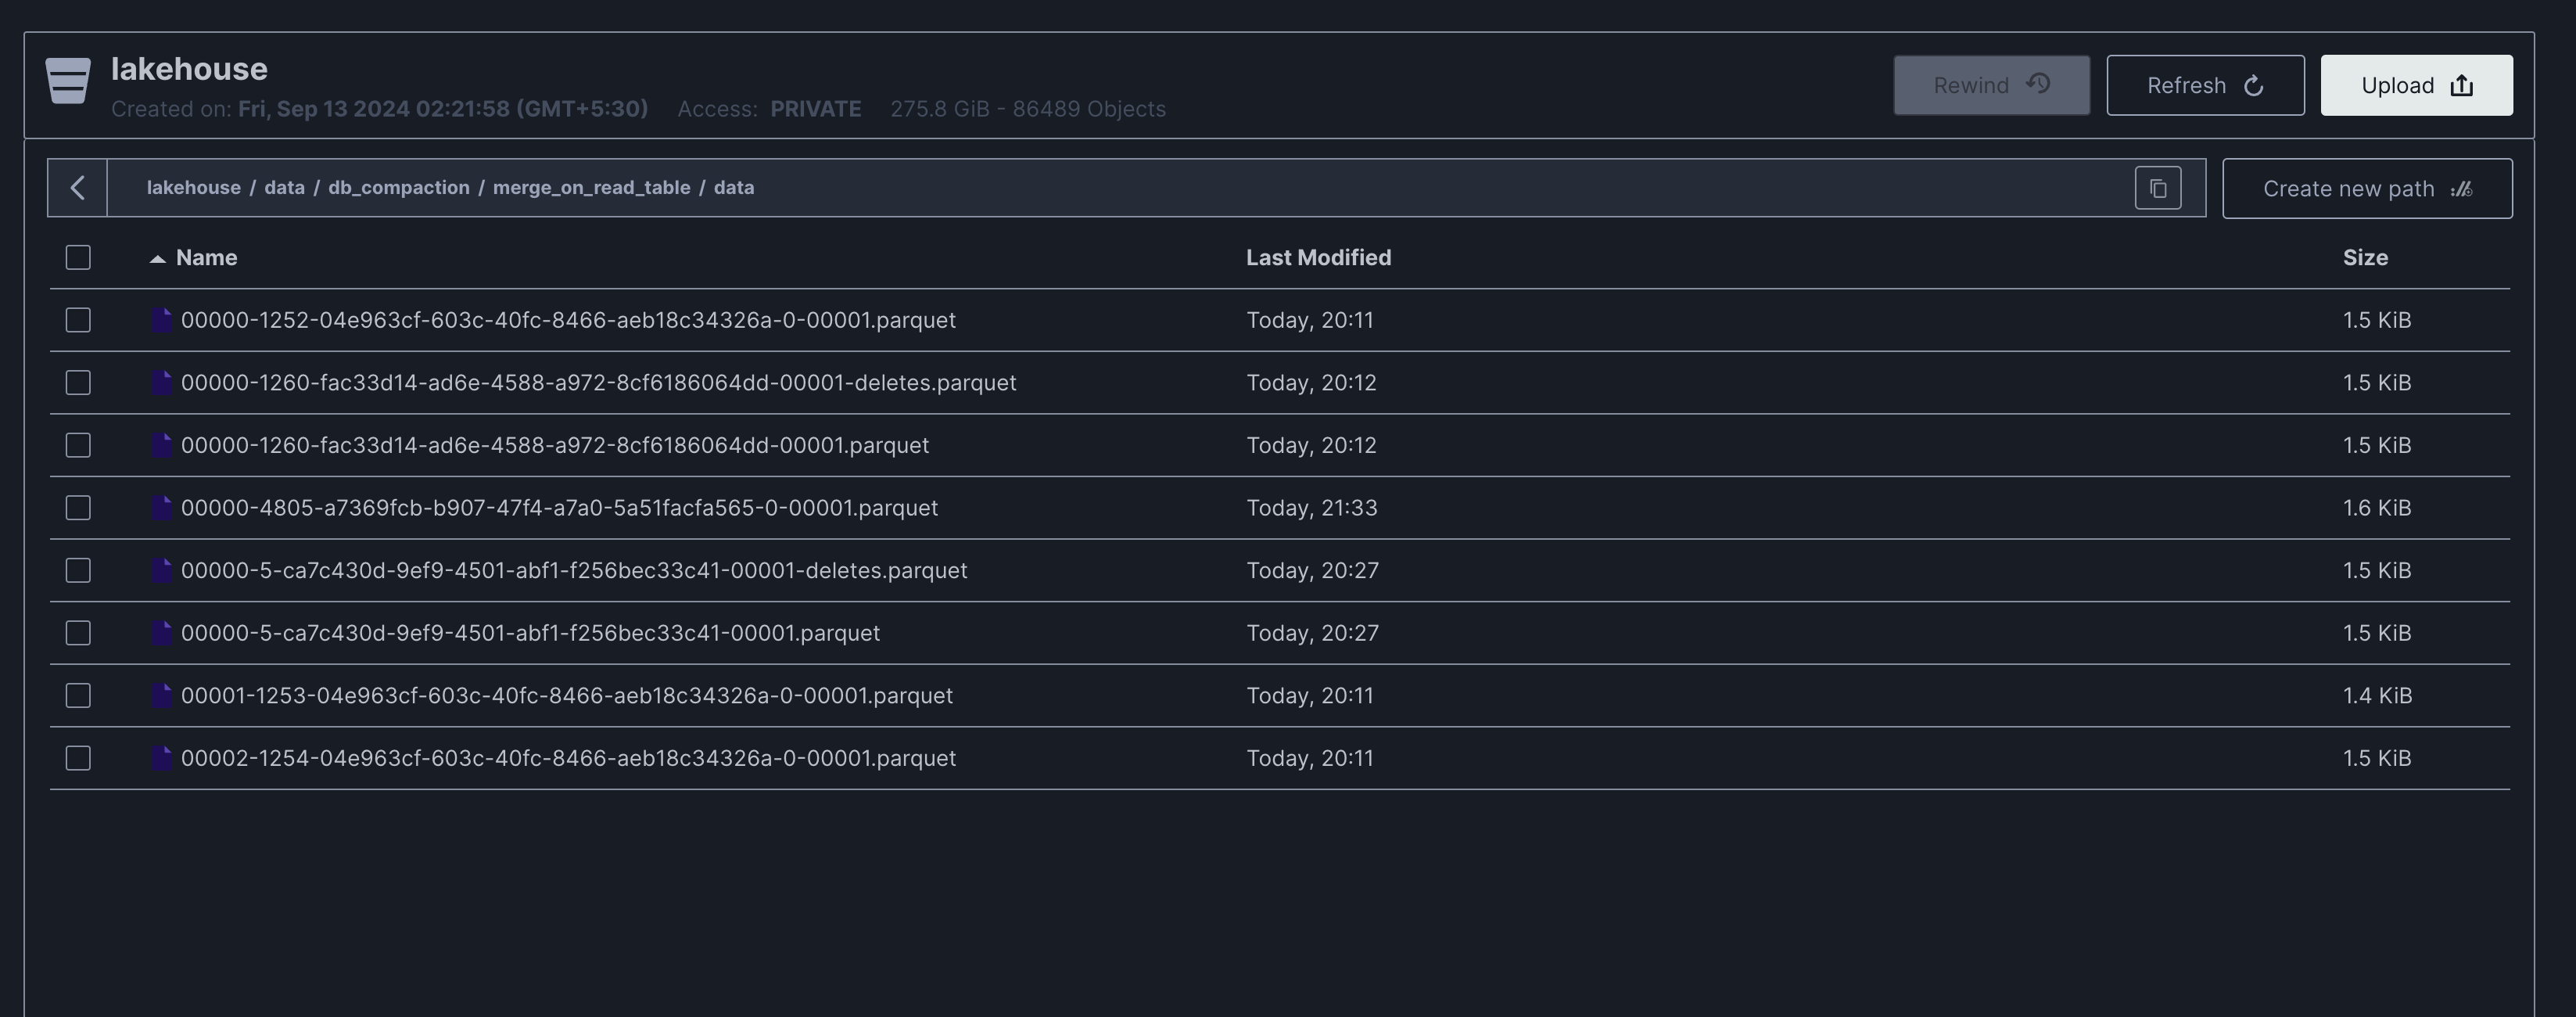 lakehouse
Created on: Fri, Sep 13 2024 02:21:58 (GMT+5:30) Access: PRIVATE 275.8 GiB - 86489 Objects
Rewind
Refresh
Upload
lakehouse / data / db_compaction / merge_on_read_table / data
Create new path
Name Last Modified Size
00000-1252-04e963cf-603c-40fc-8466-aeb18c34326a-0-00001.parquet Today, 20:11 1.5 KiB
00000-1260-fac33d14-ad6e-4588-a972-8cf6186064dd-00001-deletes.parquet Today, 20:12 1.5 KiB
00000-1260-fac33d14-ad6e-4588-a972-8cf6186064dd-00001.parquet Today, 20:12 1.5 KiB
00000-4805-a7369fcb-b907-47f4-a7a0-5a51facfa565-0-00001.parquet Today, 21:33 1.6 KiB
00000-5-ca7c430d-9ef9-4501-abf1-f256bec33c41-00001-deletes.parquet Today, 20:27 1.5 KiB
00000-5-ca7c430d-9ef9-4501-abf1-f256bec33c41-00001.parquet Today, 20:27 1.5 KiB
00001-1253-04e963cf-603c-40fc-8466-aeb18c34326a-0-00001.parquet Today, 20:11 1.4 KiB
00002-1254-04e963cf-603c-40fc-8466-aeb18c34326a-0-00001.parquet Today, 20:11 1.5 KiB